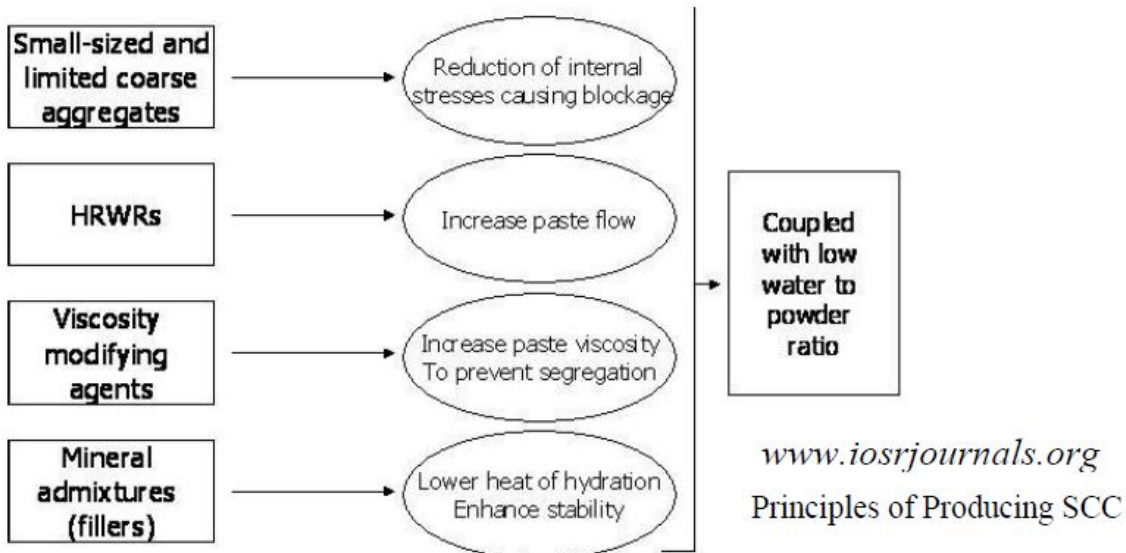 Small-sized and
limited coarse
aggregates
Reduction of internal
stresses causing blockage
HRWRs
Increase paste flow
Viscosity
modifying
agents
Increase paste viscosity
To prevent segregation
Mineral
admixtures
(fillers)
Lower heat of hydration
Enhance stability
Coupled
with low
water to
powder
ratio
www.iosrjournals.org
Principles of Producing SCC